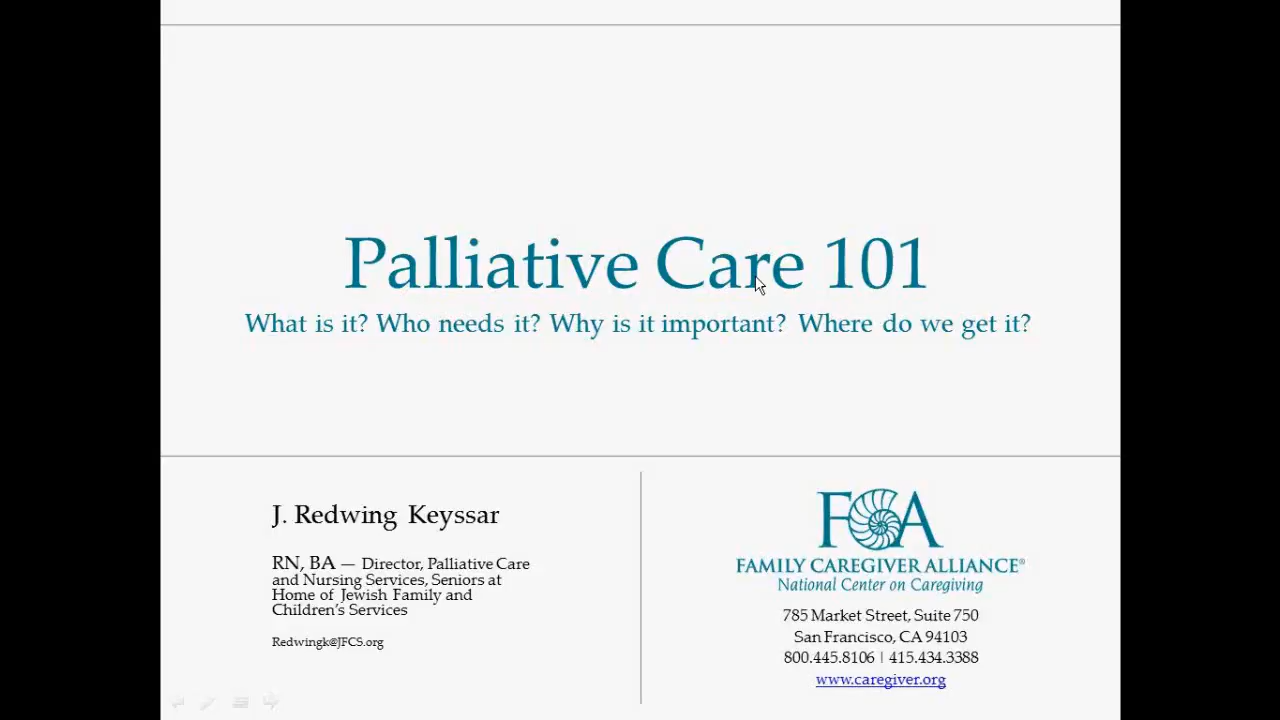 Palliative Care 101
What is it? Who needs it? Why is it important? Where do we get it?
J. Redwing Keyssar
RN, BA — Director, Palliative Care
and Nursing Services, Seniors at
Home of Jewish Family and
Children's Services
Redwingk@JFCS.org
FCA
FAMILY CAREGIVER ALLIANCE®
National Center on Caregiving
785 Market Street, Suite 750
San Francisco, CA 94103
800.445.8106 | 415.434.3388
www.caregiver.org